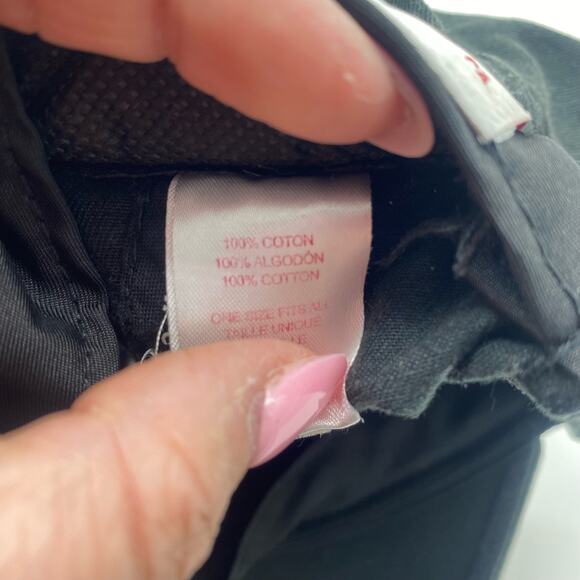 100% COTON
100% ALGODÓN
100% COTTON
ONE SIZE FITS ALL
TAILLE UNIQUE